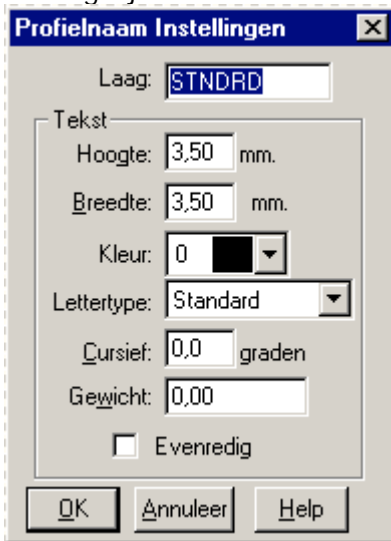 Profielnaam Instellingen
Laag: STNDRD
Tekst
Hoogte: 3,50 mm.
Breedte: 3,50 mm.
Kleur: 0
Lettertype: Standard
Cursief: 0,0 graden
Gewicht: 0,00
Evenredig
OK Annuleer Help